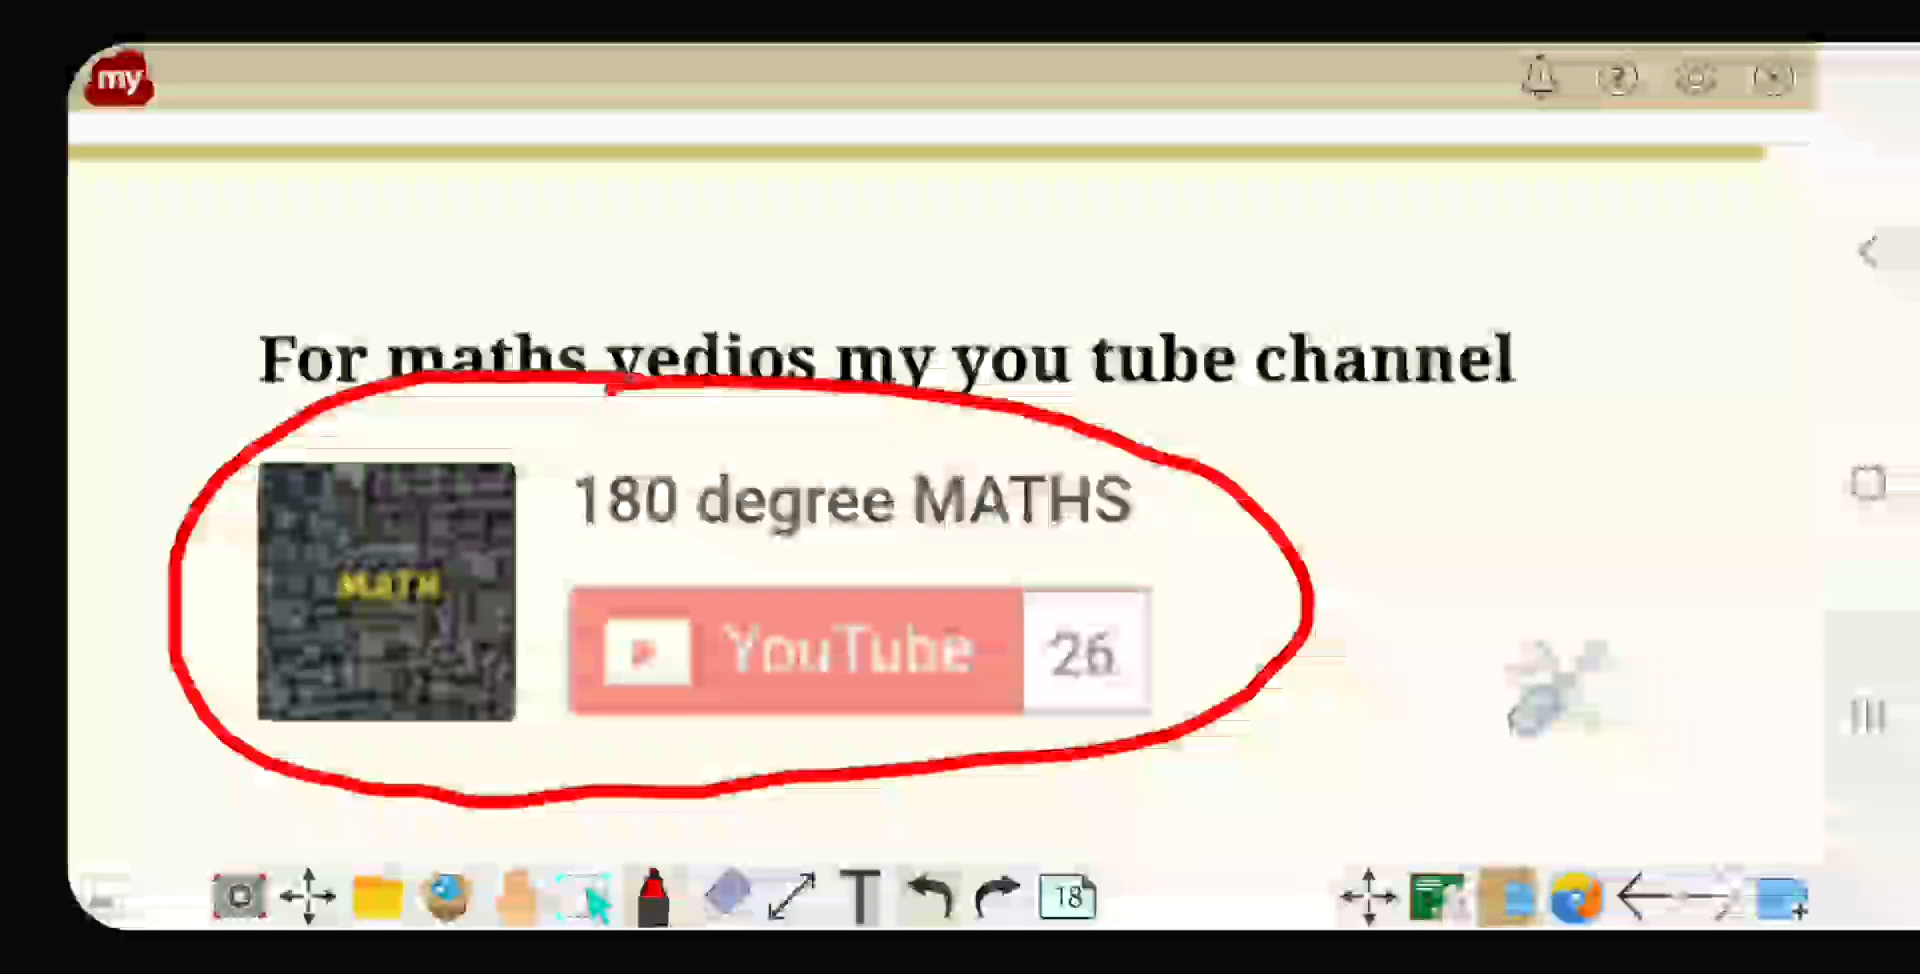 my
For maths vedios my you tube channel
180 degree MATHS
MATH
YouTube 26
T 18